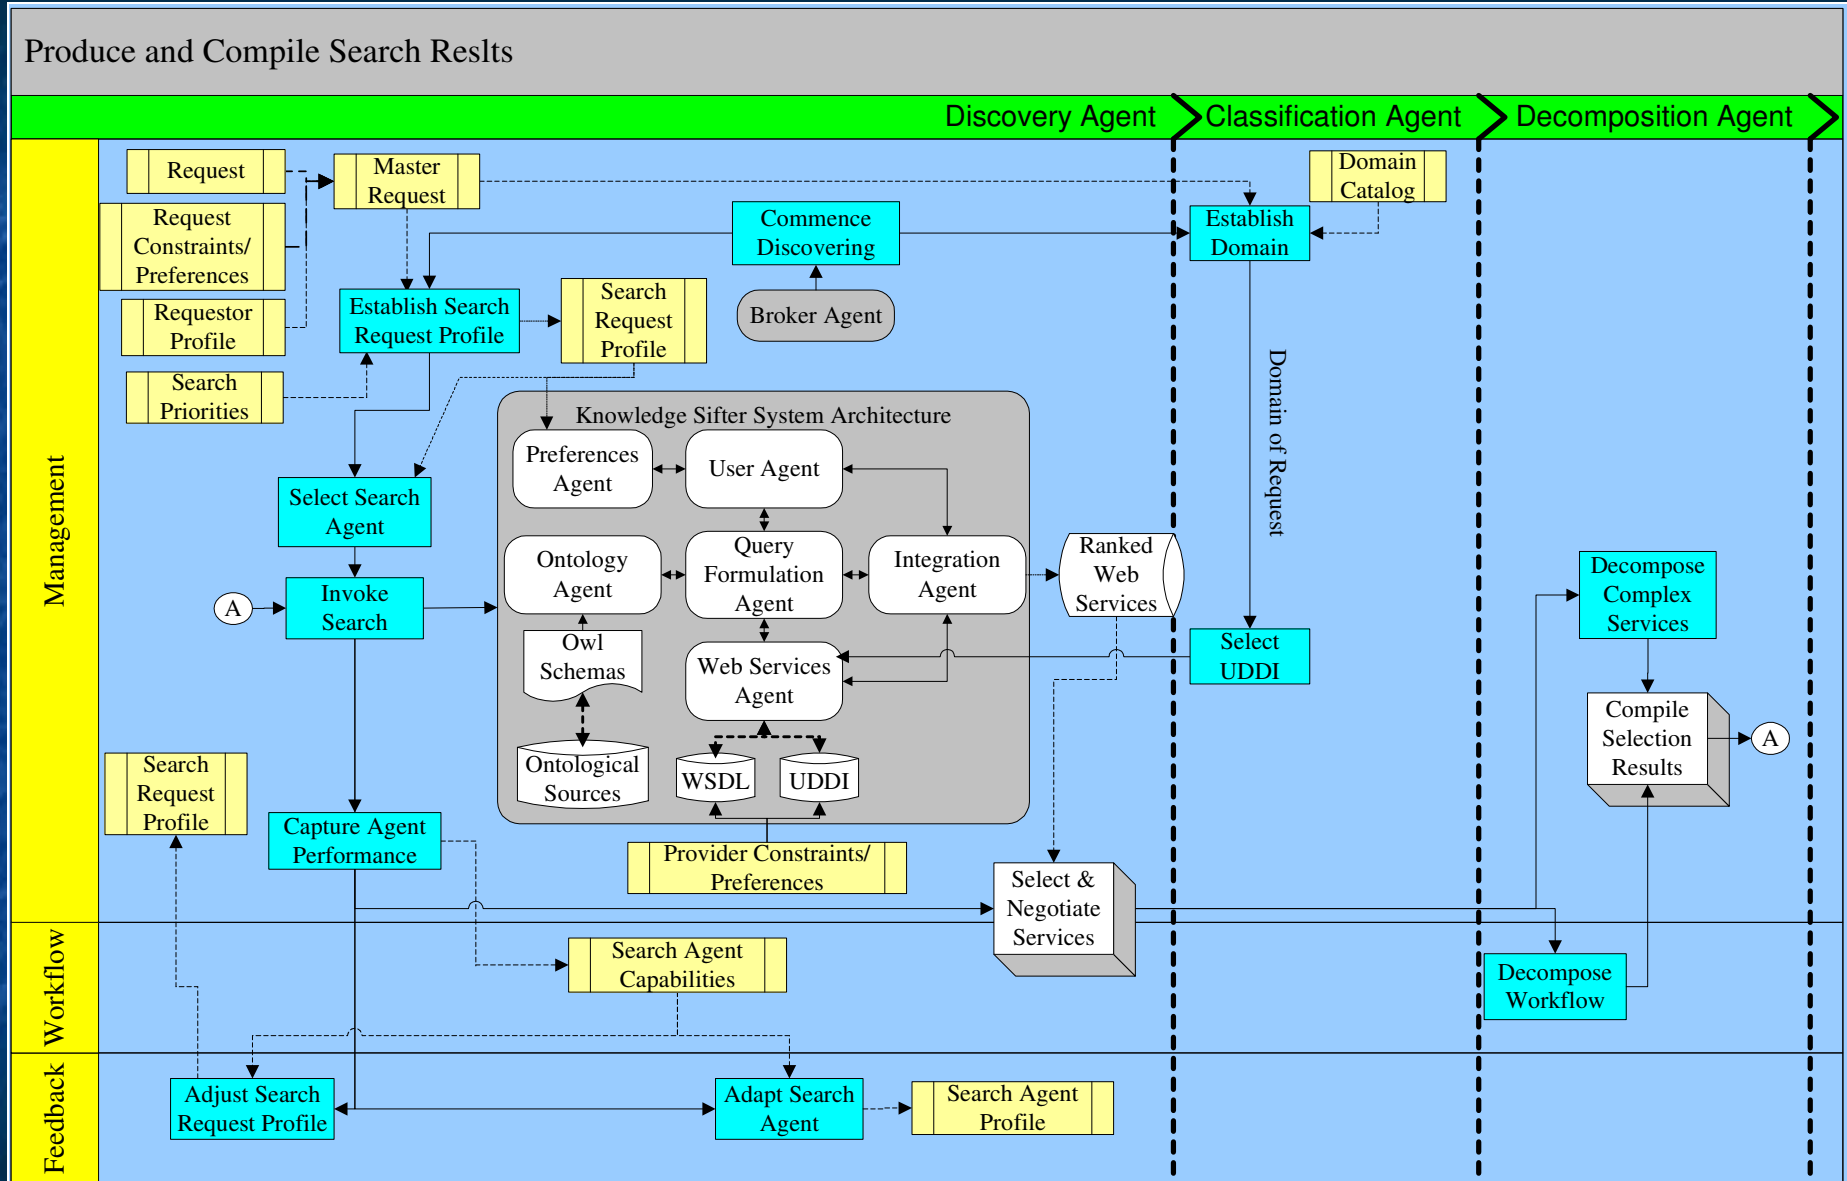 Produce and Compile Search Reslts
Discovery Agent
Classification Agent
Decomposition Agent
Management
Workflow
Feedback
Request
Request
Constraints/
Preferences
Requestor
Profile
Search
Priorities
Master
Request
Establish Search
Request Profile
Search
Request
Profile
Commence
Discovering
Broker Agent
Establish
Domain
Domain
Catalog
Domain of Request
Select Search
Agent
Invoke
Search
A
Knowledge Sifter System Architecture
Preferences
Agent
User Agent
Ontology
Agent
Query
Formulation
Agent
Integration
Agent
Owl
Schemas
Web Services
Agent
Ontological
Sources
WSDL
UDDI
Ranked
Web
Services
Select
UDDI
Decompose
Complex
Services
Compile
Selection
Results
A
Search
Request
Profile
Capture Agent
Performance
Provider Constraints/
Preferences
Select &
Negotiate
Services
Search Agent
Capabilities
Decompose
Workflow
Adjust Search
Request Profile
Adapt Search
Agent
Search Agent
Profile